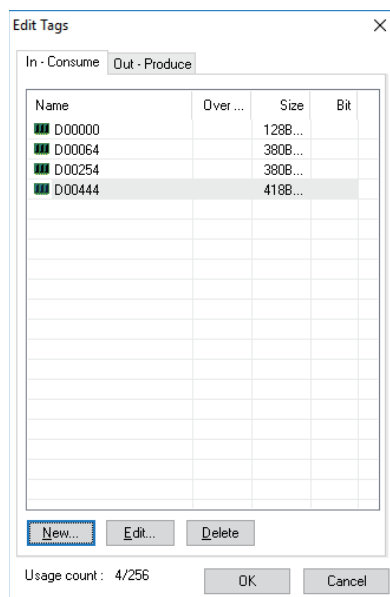 Edit Tags
In - Consume Out - Produce
Name Over ... Size Bit
D00000 128B...
D00064 380B...
D00254 380B...
D00444 418B...
New... Edit... Delete
Usage count : 4/256 OK Cancel